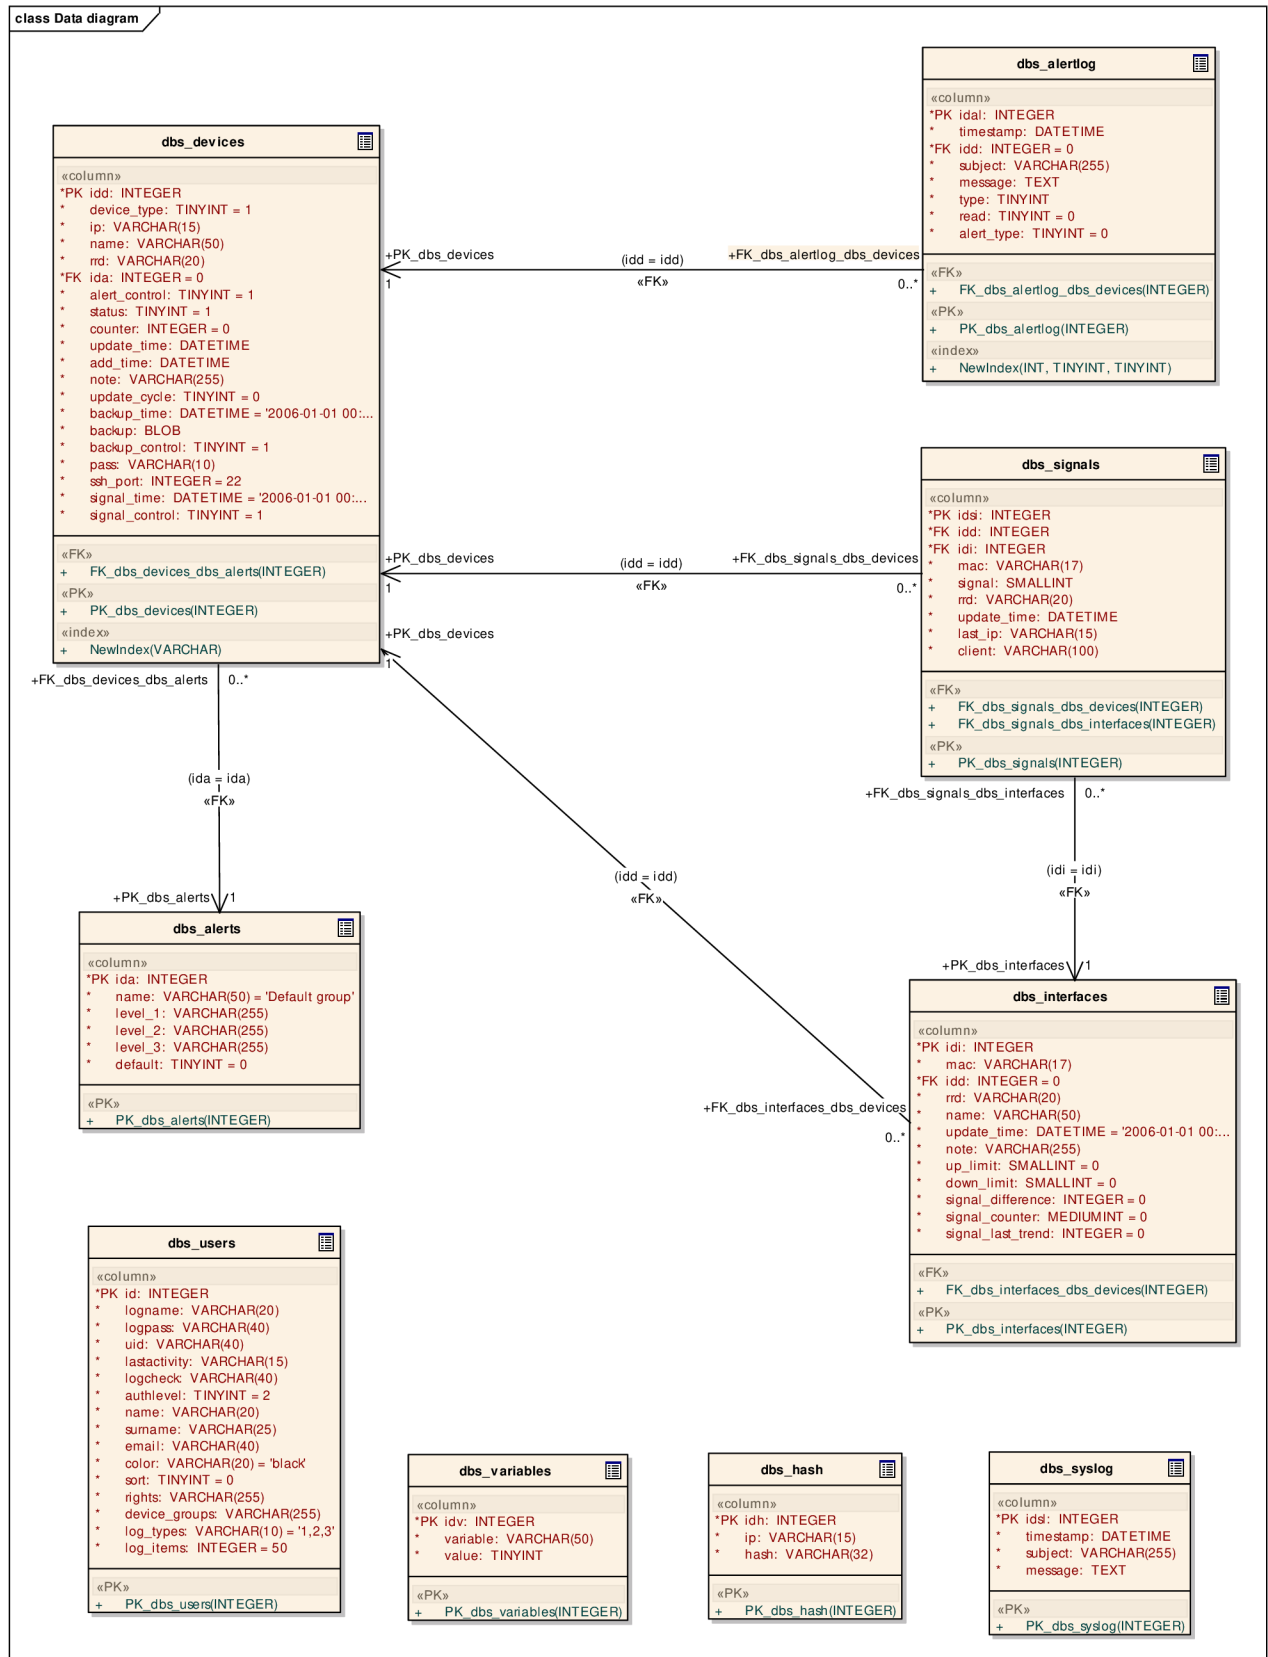 class Data diagram
dbs_alertlog
«column»
*PK idal: INTEGER
* timestamp: DATETIME
*FK idd: INTEGER = 0
* subject: VARCHAR(255)
* message: TEXT
* type: TINYINT
* read: TINYINT = 0
* alert_type: TINYINT = 0
«FK»
+ FK_dbs_alertlog_dbs_devices(INTEGER)
«PK»
+ PK_dbs_alertlog(INTEGER)
«index»
+ NewIndex(INT, TINYINT, TINYINT)
dbs_devices
«column»
*PK idd: INTEGER
* device_type: TINYINT = 1
* ip: VARCHAR(15)
* name: VARCHAR(50)
* rrd: VARCHAR(20)
*FK ida: INTEGER = 0
* alert_control: TINYINT = 1
* status: TINYINT = 1
* counter: INTEGER = 0
* update_time: DATETIME
* add_time: DATETIME
* note: VARCHAR(255)
* update_cycle: TINYINT = 0
* backup_time: DATETIME = '2006-01-01 00:...
* backup: BLOB
* backup_control: TINYINT = 1
* pass: VARCHAR(10)
* ssh_port: INTEGER = 22
* signal_time: DATETIME = '2006-01-01 00:...
* signal_control: TINYINT = 1
«FK»
+ FK_dbs_devices_dbs_alerts(INTEGER)
«PK»
+ PK_dbs_devices(INTEGER)
«index»
+ NewIndex(VARCHAR)
+PK_dbs_devices
(idd = idd)
+FK_dbs_alertlog_dbs_devices
1
«FK»
0..*
dbs_signals
«column»
*PK idsi: INTEGER
*FK idd: INTEGER
*FK idi: INTEGER
* mac: VARCHAR(17)
* signal: SMALLINT
* rrd: VARCHAR(20)
* update_time: DATETIME
* last_ip: VARCHAR(15)
* client: VARCHAR(100)
«FK»
+ FK_dbs_signals_dbs_devices(INTEGER)
+ FK_dbs_signals_dbs_interfaces(INTEGER)
«PK»
+ PK_dbs_signals(INTEGER)
+PK_dbs_devices
(idd = idd)
+FK_dbs_signals_dbs_devices
1
«FK»
0..*
+PK_dbs_devices
1
(idd = idd)
«FK»
+FK_dbs_interfaces_dbs_devices
0..*
+FK_dbs_devices_dbs_alerts
0..*
(ida = ida)
«FK»
+PK_dbs_alerts
1
+FK_dbs_signals_dbs_interfaces
0..*
(idi = idi)
«FK»
+PK_dbs_interfaces
1
dbs_alerts
«column»
*PK ida: INTEGER
* name: VARCHAR(50) = 'Default group'
* level_1: VARCHAR(255)
* level_2: VARCHAR(255)
* level_3: VARCHAR(255)
* default: TINYINT = 0
«PK»
+ PK_dbs_alerts(INTEGER)
dbs_interfaces
«column»
*PK idi: INTEGER
* mac: VARCHAR(17)
*FK idd: INTEGER = 0
* rrd: VARCHAR(20)
* name: VARCHAR(50)
* update_time: DATETIME = '2006-01-01 00:...
* note: VARCHAR(255)
* up_limit: SMALLINT = 0
* down_limit: SMALLINT = 0
* signal_difference: INTEGER = 0
* signal_counter: MEDIUMINT = 0
* signal_last_trend: INTEGER = 0
«FK»
+ FK_dbs_interfaces_dbs_devices(INTEGER)
«PK»
+ PK_dbs_interfaces(INTEGER)
dbs_users
«column»
*PK id: INTEGER
* logname: VARCHAR(20)
* logpass: VARCHAR(40)
* uid: VARCHAR(40)
* lastactivity: VARCHAR(15)
* logcheck: VARCHAR(40)
* authlevel: TINYINT = 2
* name: VARCHAR(20)
* surname: VARCHAR(25)
* email: VARCHAR(40)
* color: VARCHAR(20) = 'black'
* sort: TINYINT = 0
* rights: VARCHAR(255)
* device_groups: VARCHAR(255)
* log_types: VARCHAR(10) = '1,2,3'
* log_items: INTEGER = 50
«PK»
+ PK_dbs_users(INTEGER)
dbs_variables
«column»
*PK idv: INTEGER
* variable: VARCHAR(50)
* value: TINYINT
«PK»
+ PK_dbs_variables(INTEGER)
dbs_hash
«column»
*PK idh: INTEGER
* ip: VARCHAR(15)
* hash: VARCHAR(32)
«PK»
+ PK_dbs_hash(INTEGER)
dbs_syslog
«column»
*PK idsl: INTEGER
* timestamp: DATETIME
* subject: VARCHAR(255)
* message: TEXT
«PK»
+ PK_dbs_syslog(INTEGER)